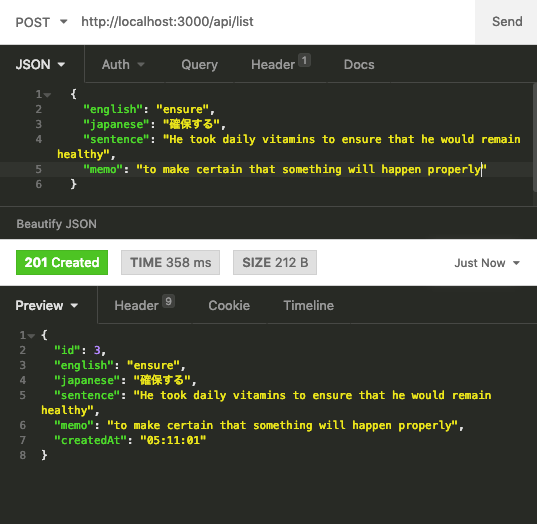 POST http://localhost:3000/api/list Send
JSON Auth Query Header 1 Docs
1 {
2 "english": "ensure",
3 "japanese": "確保する",
4 "sentence": "He took daily vitamins to ensure that he would remain
healthy",
5 "memo": "to make certain that something will happen properly"
6 }
Beautify JSON
201 Created TIME 358 ms SIZE 212 B Just Now
Preview Header 9 Cookie Timeline
1 {
2 "id": 3,
3 "english": "ensure",
4 "japanese": "確保する",
5 "sentence": "He took daily vitamins to ensure that he would remain
healthy",
6 "memo": "to make certain that something will happen properly",
7 "createdAt": "05:11:01"
8 }